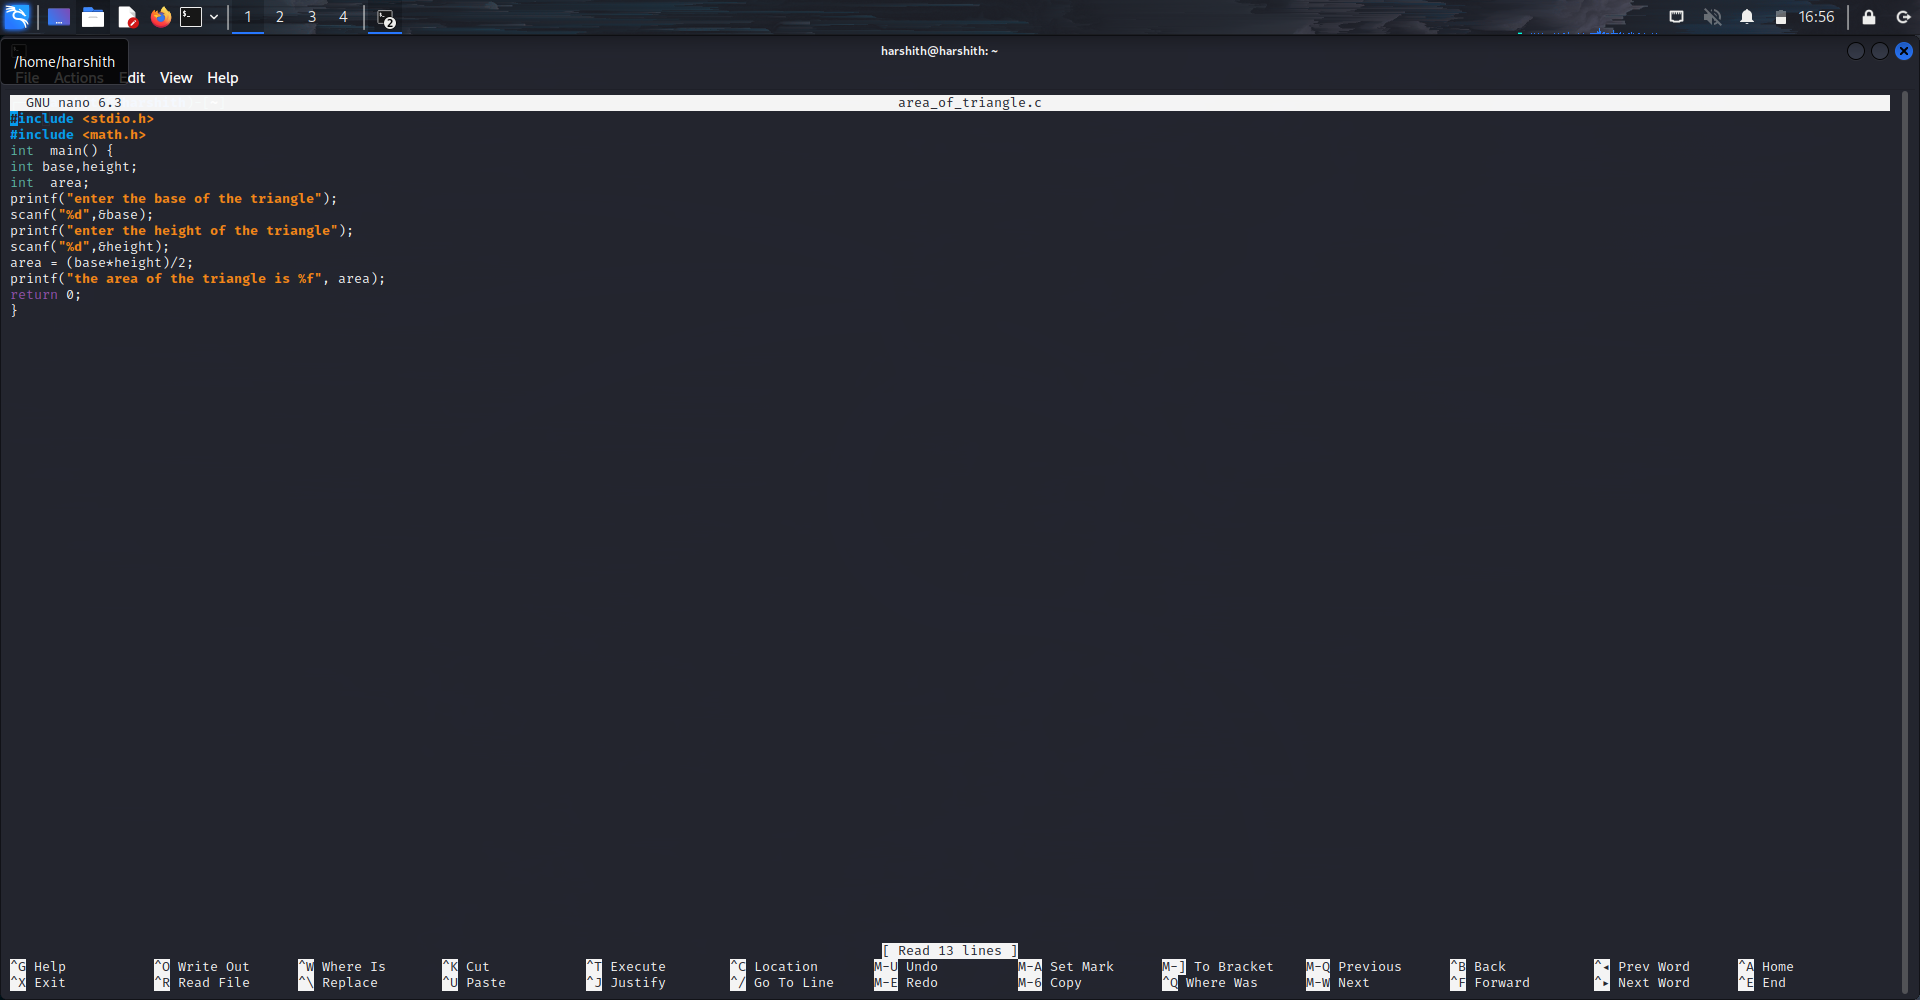 1 2 3 4 2 16:56
harshith@harshith: ~
/home/harshith
File Actions Edit View Help
GNU nano 6.3 area_of_triangle.c
#include <stdio.h>
#include <math.h>
int  main() {
int base,height;
int  area;
printf("enter the base of the triangle");
scanf("%d",&base);
printf("enter the height of the triangle");
scanf("%d",&height);
area = (base*height)/2;
printf("the area of the triangle is %f", area);
return 0;
}
[ Read 13 lines ]
^G Help ^O Write Out ^W Where Is ^K Cut ^T Execute ^C Location M-U Undo M-A Set Mark M-] To Bracket M-Q Previous ^B Back ^◂ Prev Word ^A Home
^X Exit ^R Read File ^\ Replace ^U Paste ^J Justify ^/ Go To Line M-E Redo M-6 Copy ^Q Where Was M-W Next ^F Forward ^▸ Next Word ^E End